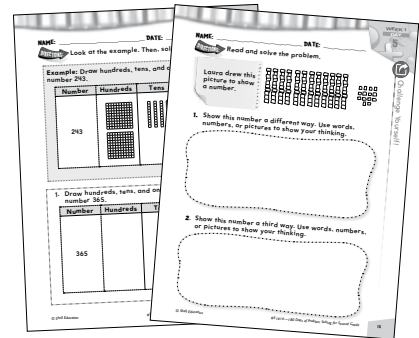 NAME: DATE:
Look at the example. Then, sol
Example: Draw hundreds, tens, and o
number 243.
Number Hundreds Tens
243
1. Draw hundreds, tens, and on
number 365.
Number Hundreds T
365
© Shell Education
NAME: DATE:
Read and solve the problem.
WEEK 1
DAY
5
Challenge Yourself!
Laura drew this
picture to show
a number.
1. Show this number a different way. Use words,
numbers, or pictures to show your thinking.
2. Show this number a third way. Use words, numbers,
or pictures to show your thinking.
© Shell Education